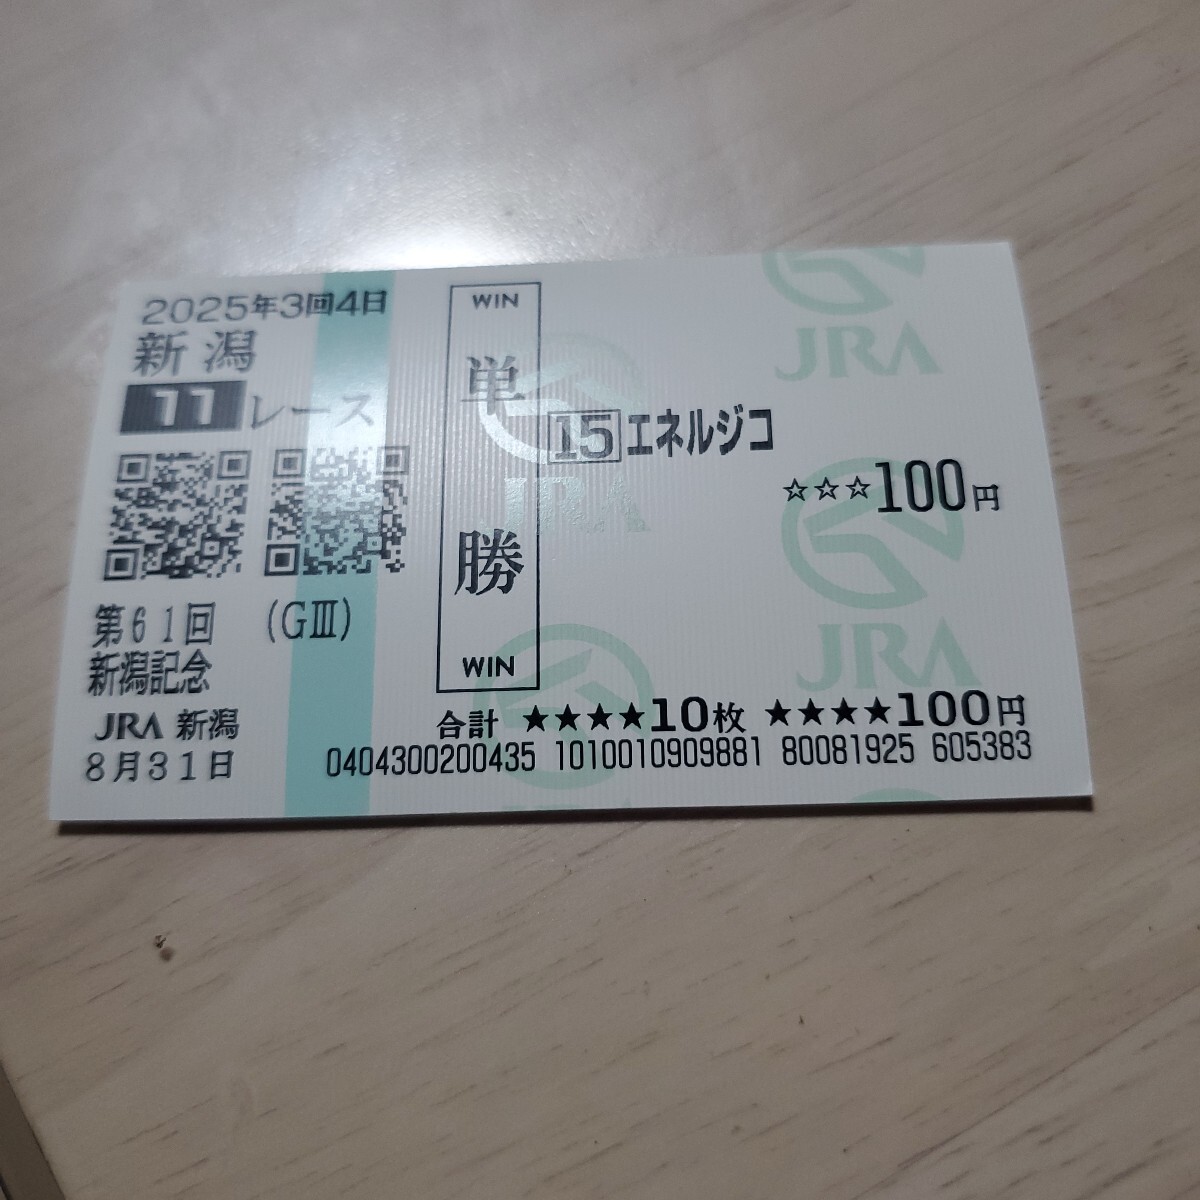 2025年3回4日
新潟
11レース
第61回 (GⅢ)
新潟記念
JRA 新潟
8月31日
WIN
単勝
WIN
15 エネルジコ
☆☆☆100円
合計 ★★★★10枚 ★★★★100円
0404300200435 1010010909881 80081925 605383
JRA
JRA
JRA